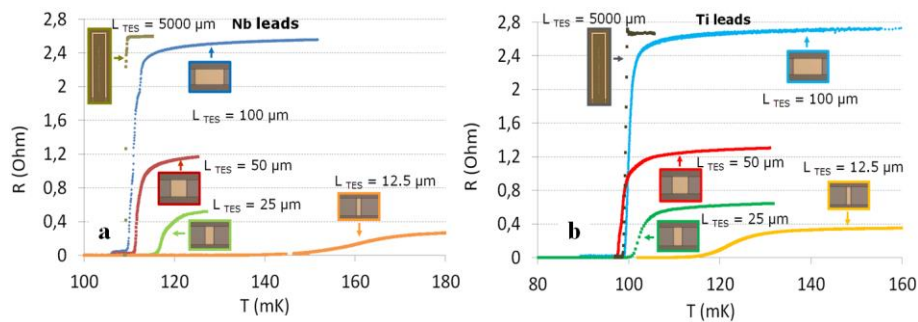 L TES = 5000 µm
Nb leads
2,8
2,4
2
1,6
1,2
0,8
0,4
0
R (Ohm)
L TES = 100 µm
L TES = 50 µm
L TES = 12.5 µm
L TES = 25 µm
a
100
120
140
160
180
T (mK)
L TES = 5000 µm
Ti leads
2,8
2,4
2,0
1,6
1,2
0,8
0,4
0
R (Ohm)
L TES = 100 µm
L TES = 50 µm
L TES = 12.5 µm
L TES = 25 µm
b
80
100
120
140
160
T (mK)